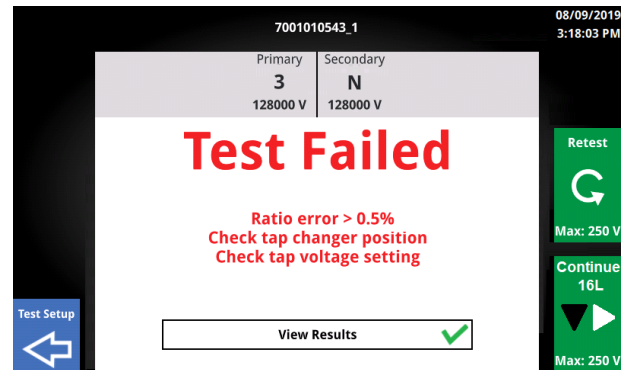 7001010543_1
08/09/2019
3:18:03 PM
Primary Secondary
3 N
128000 V 128000 V
Test Failed
Ratio error > 0.5%
Check tap changer position
Check tap voltage setting
Retest
Max: 250 V
Continue
16L
Max: 250 V
Test Setup
View Results